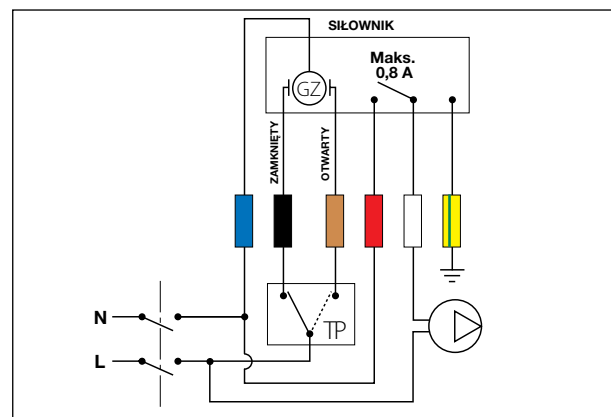 SIŁOWNIK
Maks.
0,8 A
GZ
ZAMKNIĘTY
OTWARTY
N
TP
L